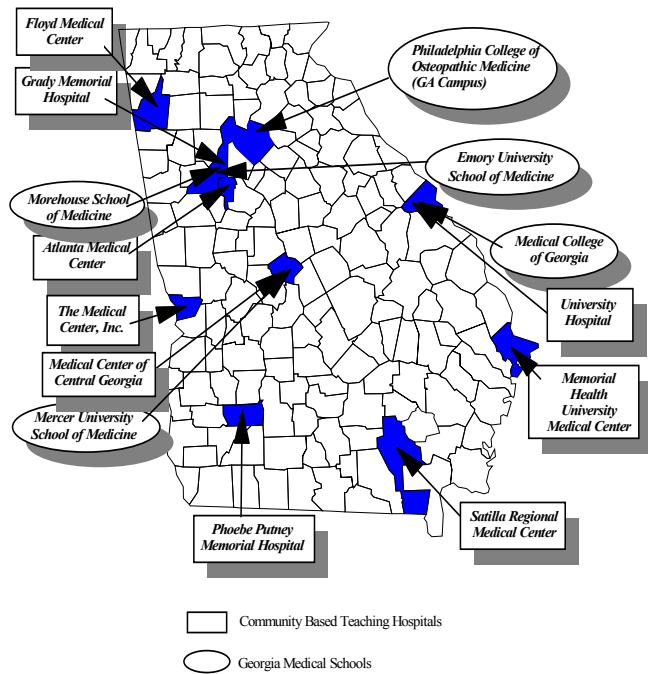 Floyd Medical
Center
Grady Memorial
Hospital
Philadelphia College of
Osteopathic Medicine
(GA Campus)
Emory University
School of Medicine
Morehouse School
of Medicine
Atlanta Medical
Center
Medical College
of Georgia
The Medical
Center, Inc.
University
Hospital
Medical Center of
Central Georgia
Memorial
Health
University
Medical Center
Mercer University
School of Medicine
Phoebe Putney
Memorial Hospital
Satilla Regional
Medical Center
Community Based Teaching Hospitals
Georgia Medical Schools